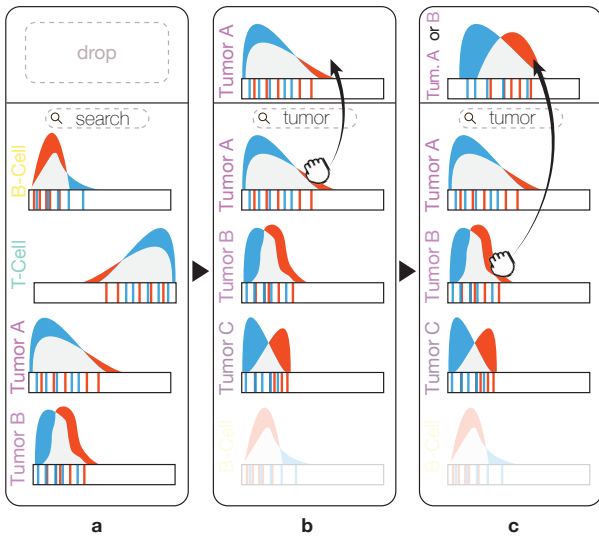 drop
search
B-Cell
T-Cell
Tumor A
Tumor B
a
Tumor A
tumor
Tumor A
Tumor B
Tumor C
B-Cell
b
Tum. A or B
tumor
Tumor A
Tumor B
Tumor C
B-Cell
c